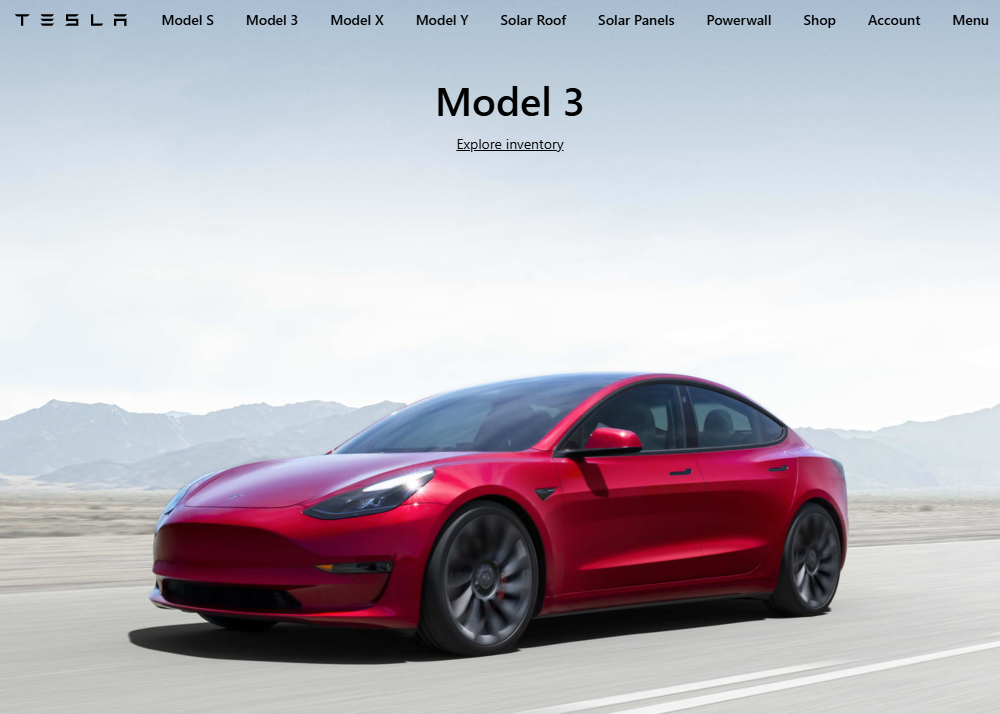 TESLA Model S Model 3 Model X Model Y Solar Roof Solar Panels Powerwall Shop Account Menu
Model 3
Explore inventory